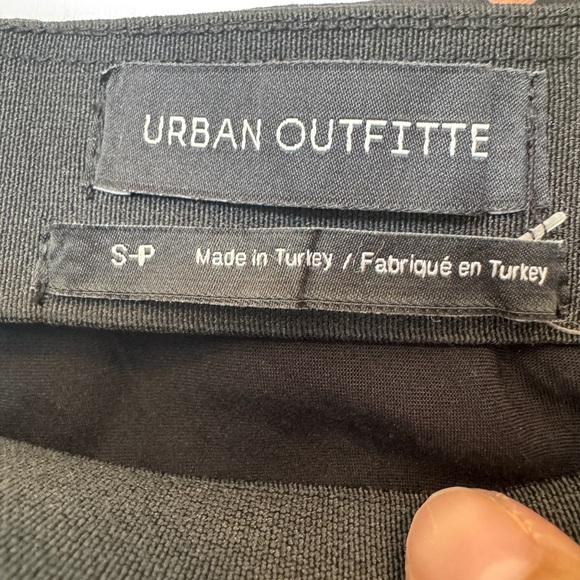 URBAN OUTFITTE
S-P Made in Turkey / Fabriqué en Turkey